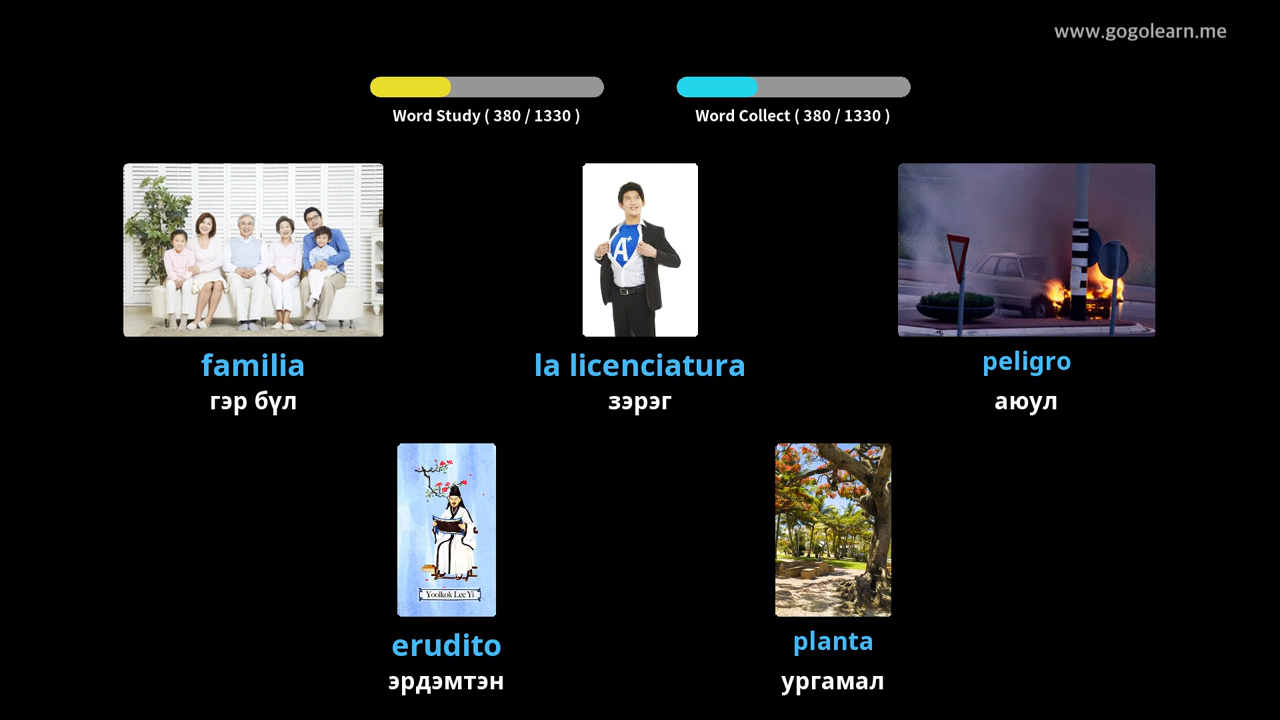 www.gogolearn.me
Word Study ( 380 / 1330 )
Word Collect ( 380 / 1330 )
A+
familia
гэр бүл
la licenciatura
зэрэг
peligro
аюул
Yoolkok Lee Yi
erudito
эрдэмтэн
planta
ургамал